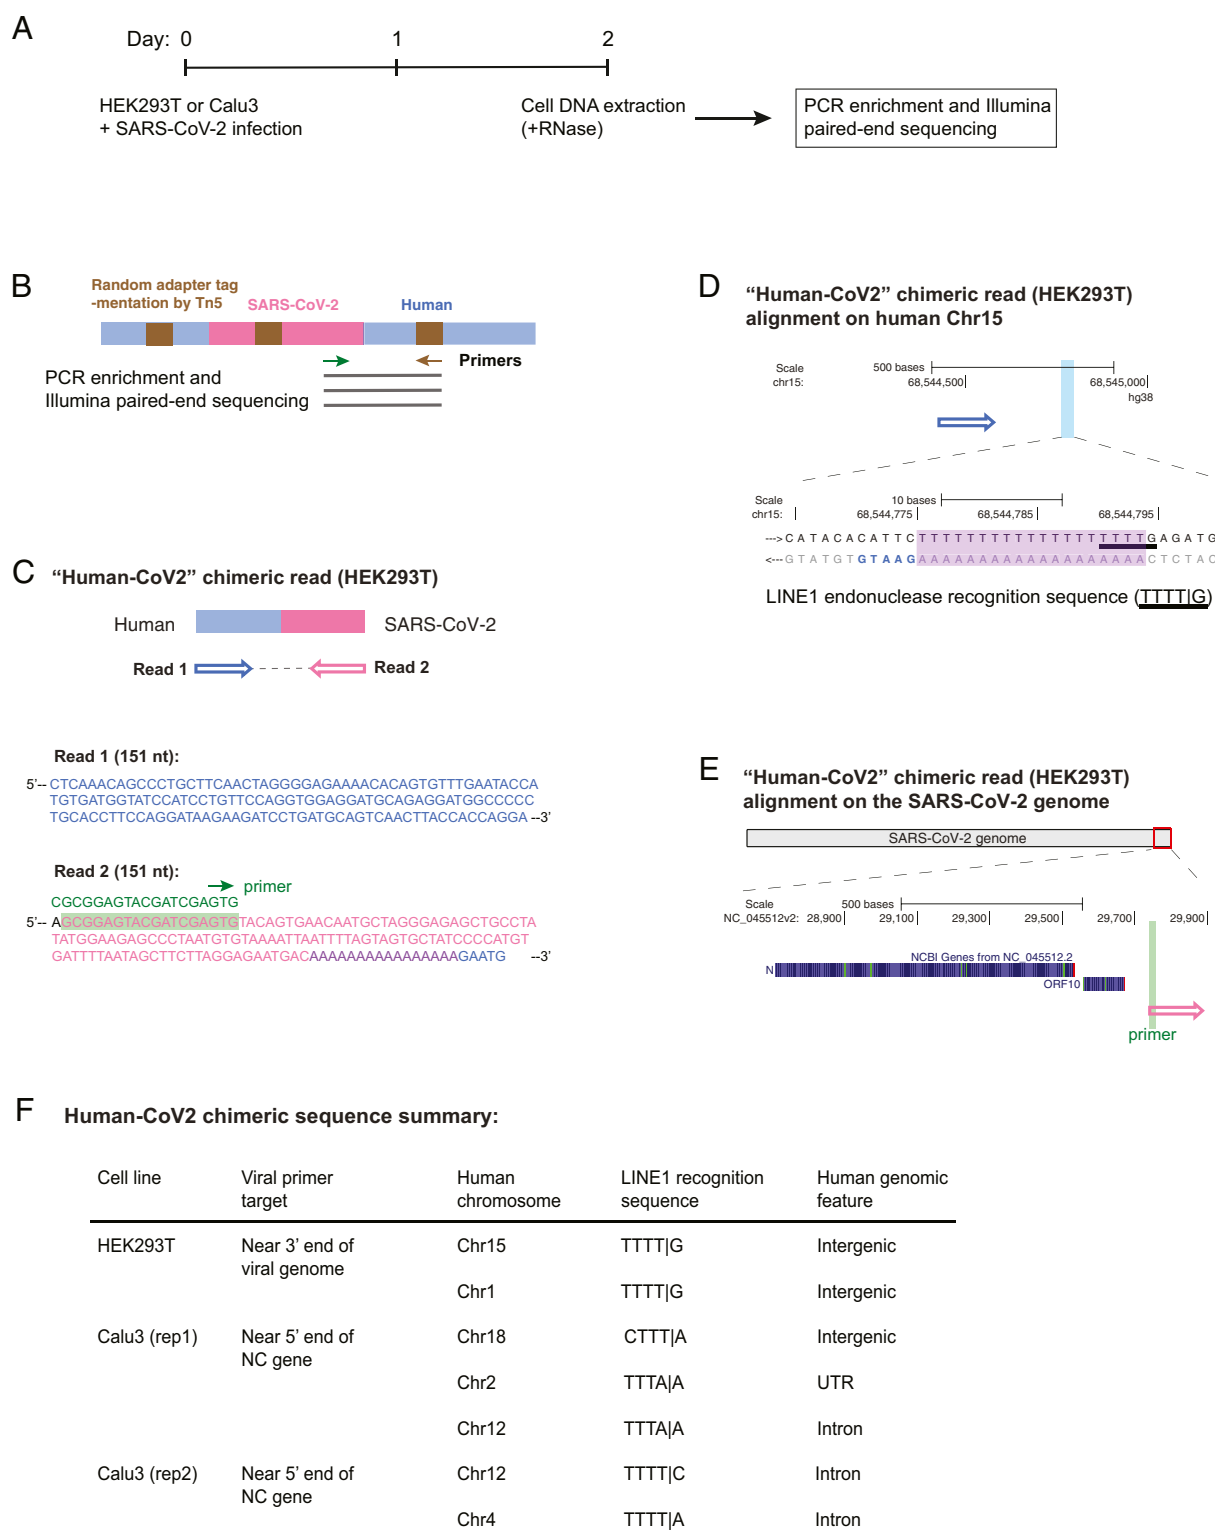 A
Day: 0 1 2
HEK293T or Calu3
+ SARS-CoV-2 infection
Cell DNA extraction
(+RNase)
PCR enrichment and Illumina
paired-end sequencing
B
Random adapter tag
-mentation by Tn5
SARS-CoV-2
Human
Primers
PCR enrichment and
Illumina paired-end sequencing
C
“Human-CoV2” chimeric read (HEK293T)
Human
SARS-CoV-2
Read 1
Read 2
Read 1 (151 nt):
5’-- CTCAAACAGCCCTGCTTCAACTAGGGGAGAAAACACAGTGTTTGAATACCA
TGTGATGGTATCCATCCTGTTCCAGGTGGAGGATGCAGAGGATGGCCCCC
TGCACCTTCCAGGATAAGAAGATCCTGATGCAGTCAACTTACCACCAGGA --3’
Read 2 (151 nt):
primer
CGCGGAGTACGATCGAGTG
5’-- AGCGGAGTACGATCGAGTGTACAGTGAACAATGCTAGGGAGAGCTGCCTA
TATGGAAGAGCCCTAATGTGTAAAATTAATTTTAGTAGTGCTATCCCCATGT
GATTTTAATAGCTTCTTAGGAGAATGACAAAAAAAAAAAAAAAAGAATG --3’
D
“Human-CoV2” chimeric read (HEK293T)
alignment on human Chr15
Scale
500 bases
chr15:
68,544,500
68,545,000
hg38
Scale
10 bases
chr15:
68,544,775
68,544,785
68,544,795
---> C A T A C A C A T T C T T T T T T T T T T T T T T T T T T T G A G A T G
<--- G T A T G T G T A A G A A A A A A A A A A A A A A A A A A A C T C T A C
LINE1 endonuclease recognition sequence (TTTT|G)
E
“Human-CoV2” chimeric read (HEK293T)
alignment on the SARS-CoV-2 genome
SARS-CoV-2 genome
Scale
500 bases
NC_045512v2:
28,900
29,100
29,300
29,500
29,700
29,900
NCBI Genes from NC_045512.2
N
ORF10
primer
F
Human-CoV2 chimeric sequence summary:
Cell line
Viral primer
target
Human
chromosome
LINE1 recognition
sequence
Human genomic
feature
HEK293T
Near 3’ end of
viral genome
Chr15
TTTT|G
Intergenic
Chr1
TTTT|G
Intergenic
Calu3 (rep1)
Near 5’ end of
NC gene
Chr18
CTTT|A
Intergenic
Chr2
TTTA|A
UTR
Chr12
TTTA|A
Intron
Calu3 (rep2)
Near 5’ end of
NC gene
Chr12
TTTT|C
Intron
Chr4
TTTT|A
Intron